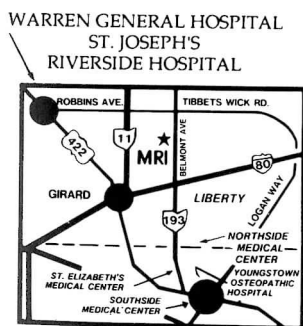 WARREN GENERAL HOSPITAL
ST. JOSEPH'S
RIVERSIDE HOSPITAL
ROBBINS AVE.
TIBBETS WICK RD.
422
11
MRI
BELMONT AVE
80
GIRARD
LIBERTY
LOGAN WAY
193
NORTHSIDE
MEDICAL
CENTER
ST. ELIZABETH'S
MEDICAL CENTER
YOUNGSTOWN
OSTEOPATHIC
HOSPITAL
SOUTHSIDE
MEDICAL CENTER